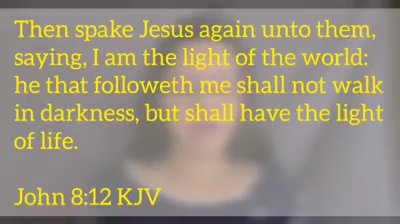 Then spake Jesus again unto them,
saying, I am the light of the world:
he that followeth me shall not walk
in darkness, but shall have the light
of life.
John 8:12 KJV